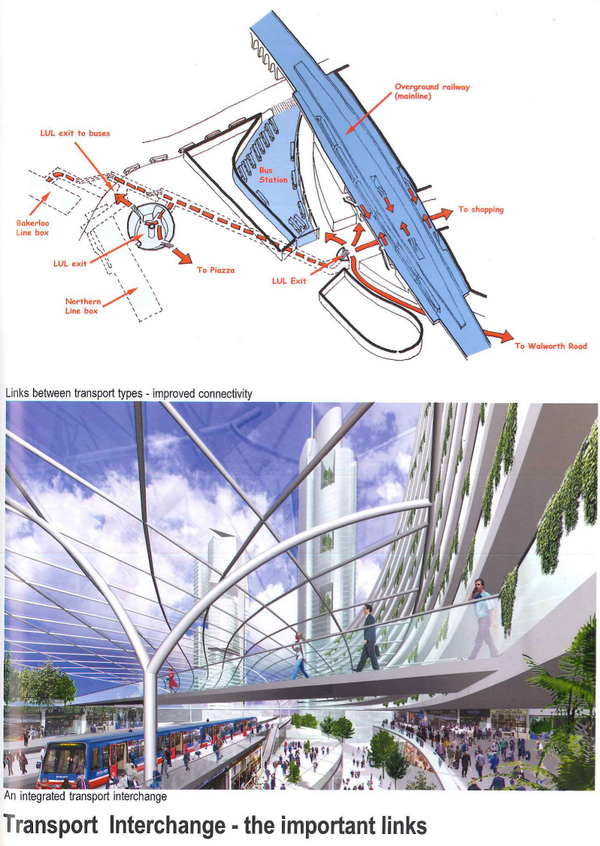 Overground railway
(mainline)
LUL exit to buses
Bus
Station
To shopping
Bakerloo
Line box
LUL exit
To Piazza
LUL Exit
Northern
Line box
To Walworth Road
Links between transport types - improved connectivity
An integrated transport interchange
Transport Interchange - the important links